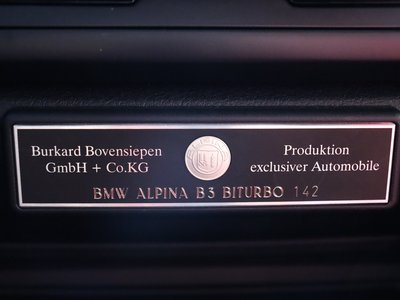 Burkard Bovensiepen
GmbH + Co.KG
Produktion
exclusiver Automobile
BMW ALPINA B3 BITURBO 142